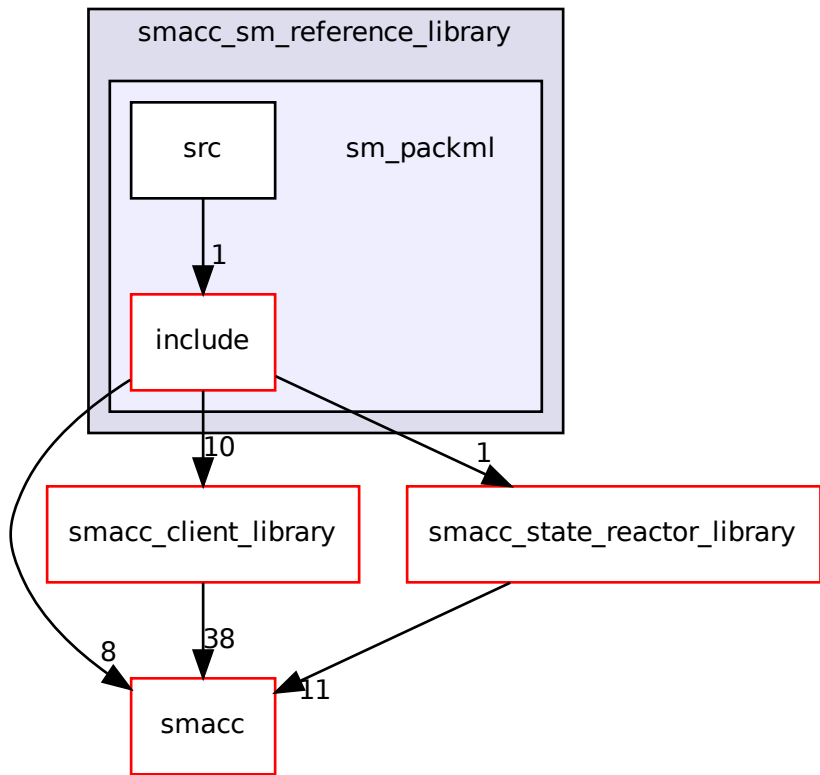 smacc_sm_reference_library
src
sm_packml
1
include
10
1
smacc_client_library
smacc_state_reactor_library
8
38
11
smacc